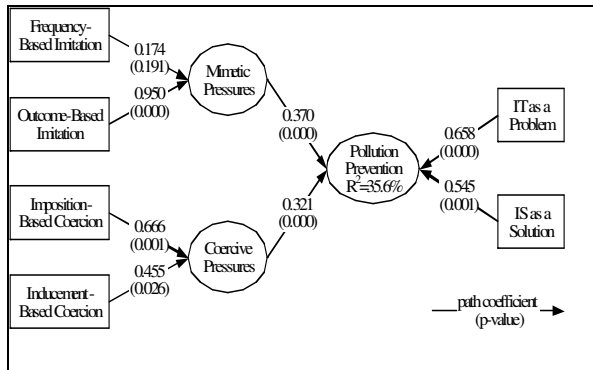 Frequency-
Based Imitation
0.174
(0.191)
Outcome-Based
Imitation
0.950
(0.000)
Mimetic
Pressures
0.370
(0.000)
Imposition-
Based Coercion
0.666
(0.001)
Inducement-
Based Coercion
0.455
(0.026)
Coercive
Pressures
0.321
(0.000)
Pollution
Prevention
R²=35.6%
IT as a
Problem
0.658
(0.000)
IS as a
Solution
0.545
(0.001)
path coefficient
(p-value)